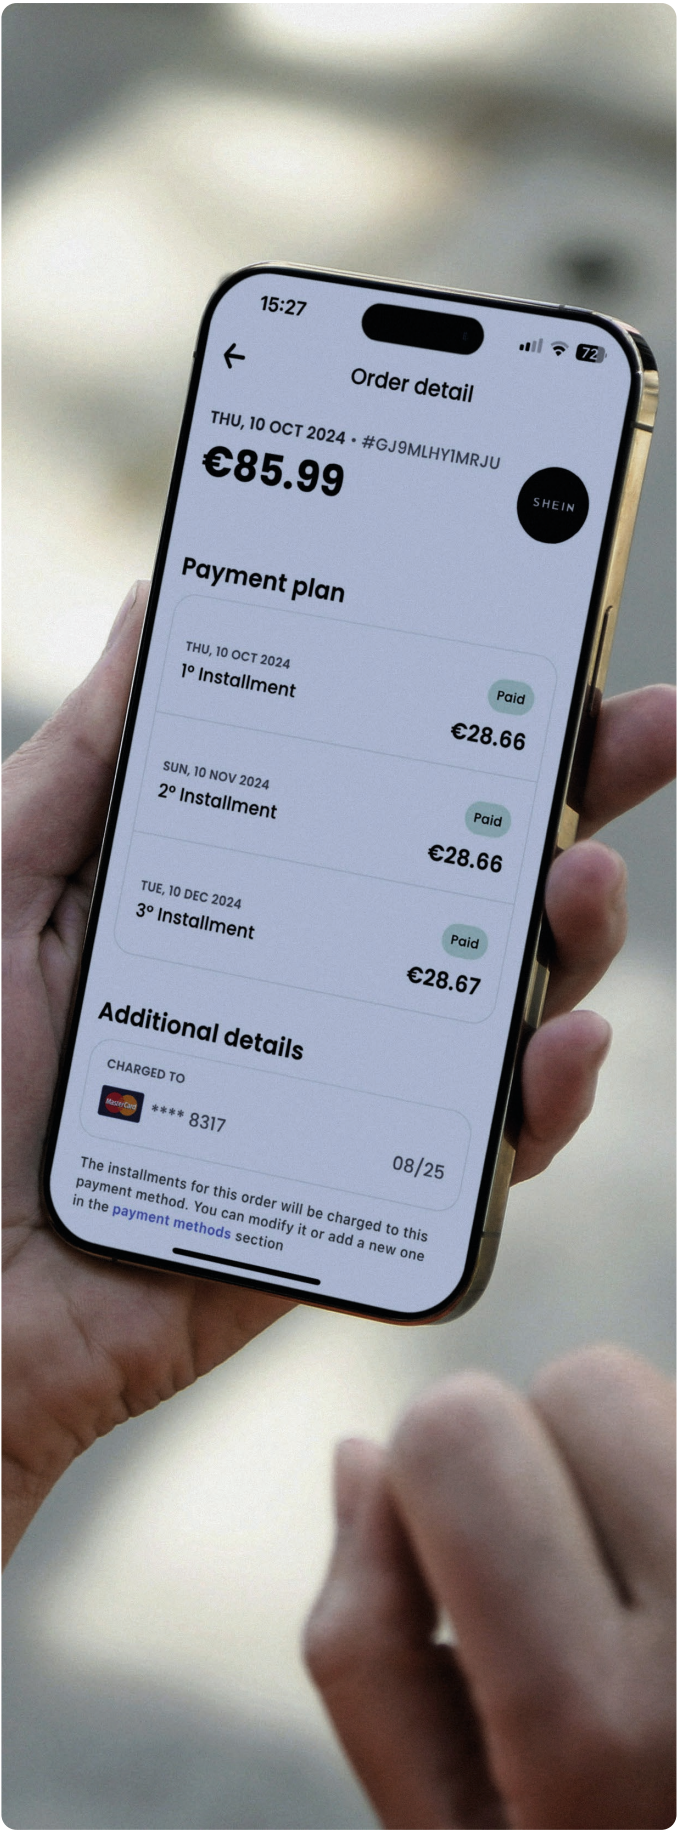 15:27
72
Order detail
THU, 10 OCT 2024 • #GJ9MLHY1MRJU
€85.99
SHEIN
Payment plan
THU, 10 OCT 2024
1º Installment
Paid
€28.66
SUN, 10 NOV 2024
2º Installment
Paid
€28.66
TUE, 10 DEC 2024
3º Installment
Paid
€28.67
Additional details
CHARGED TO
MasterCard
**** 8317
08/25
The installments for this order will be charged to this
payment method. You can modify it or add a new one
in the payment methods section